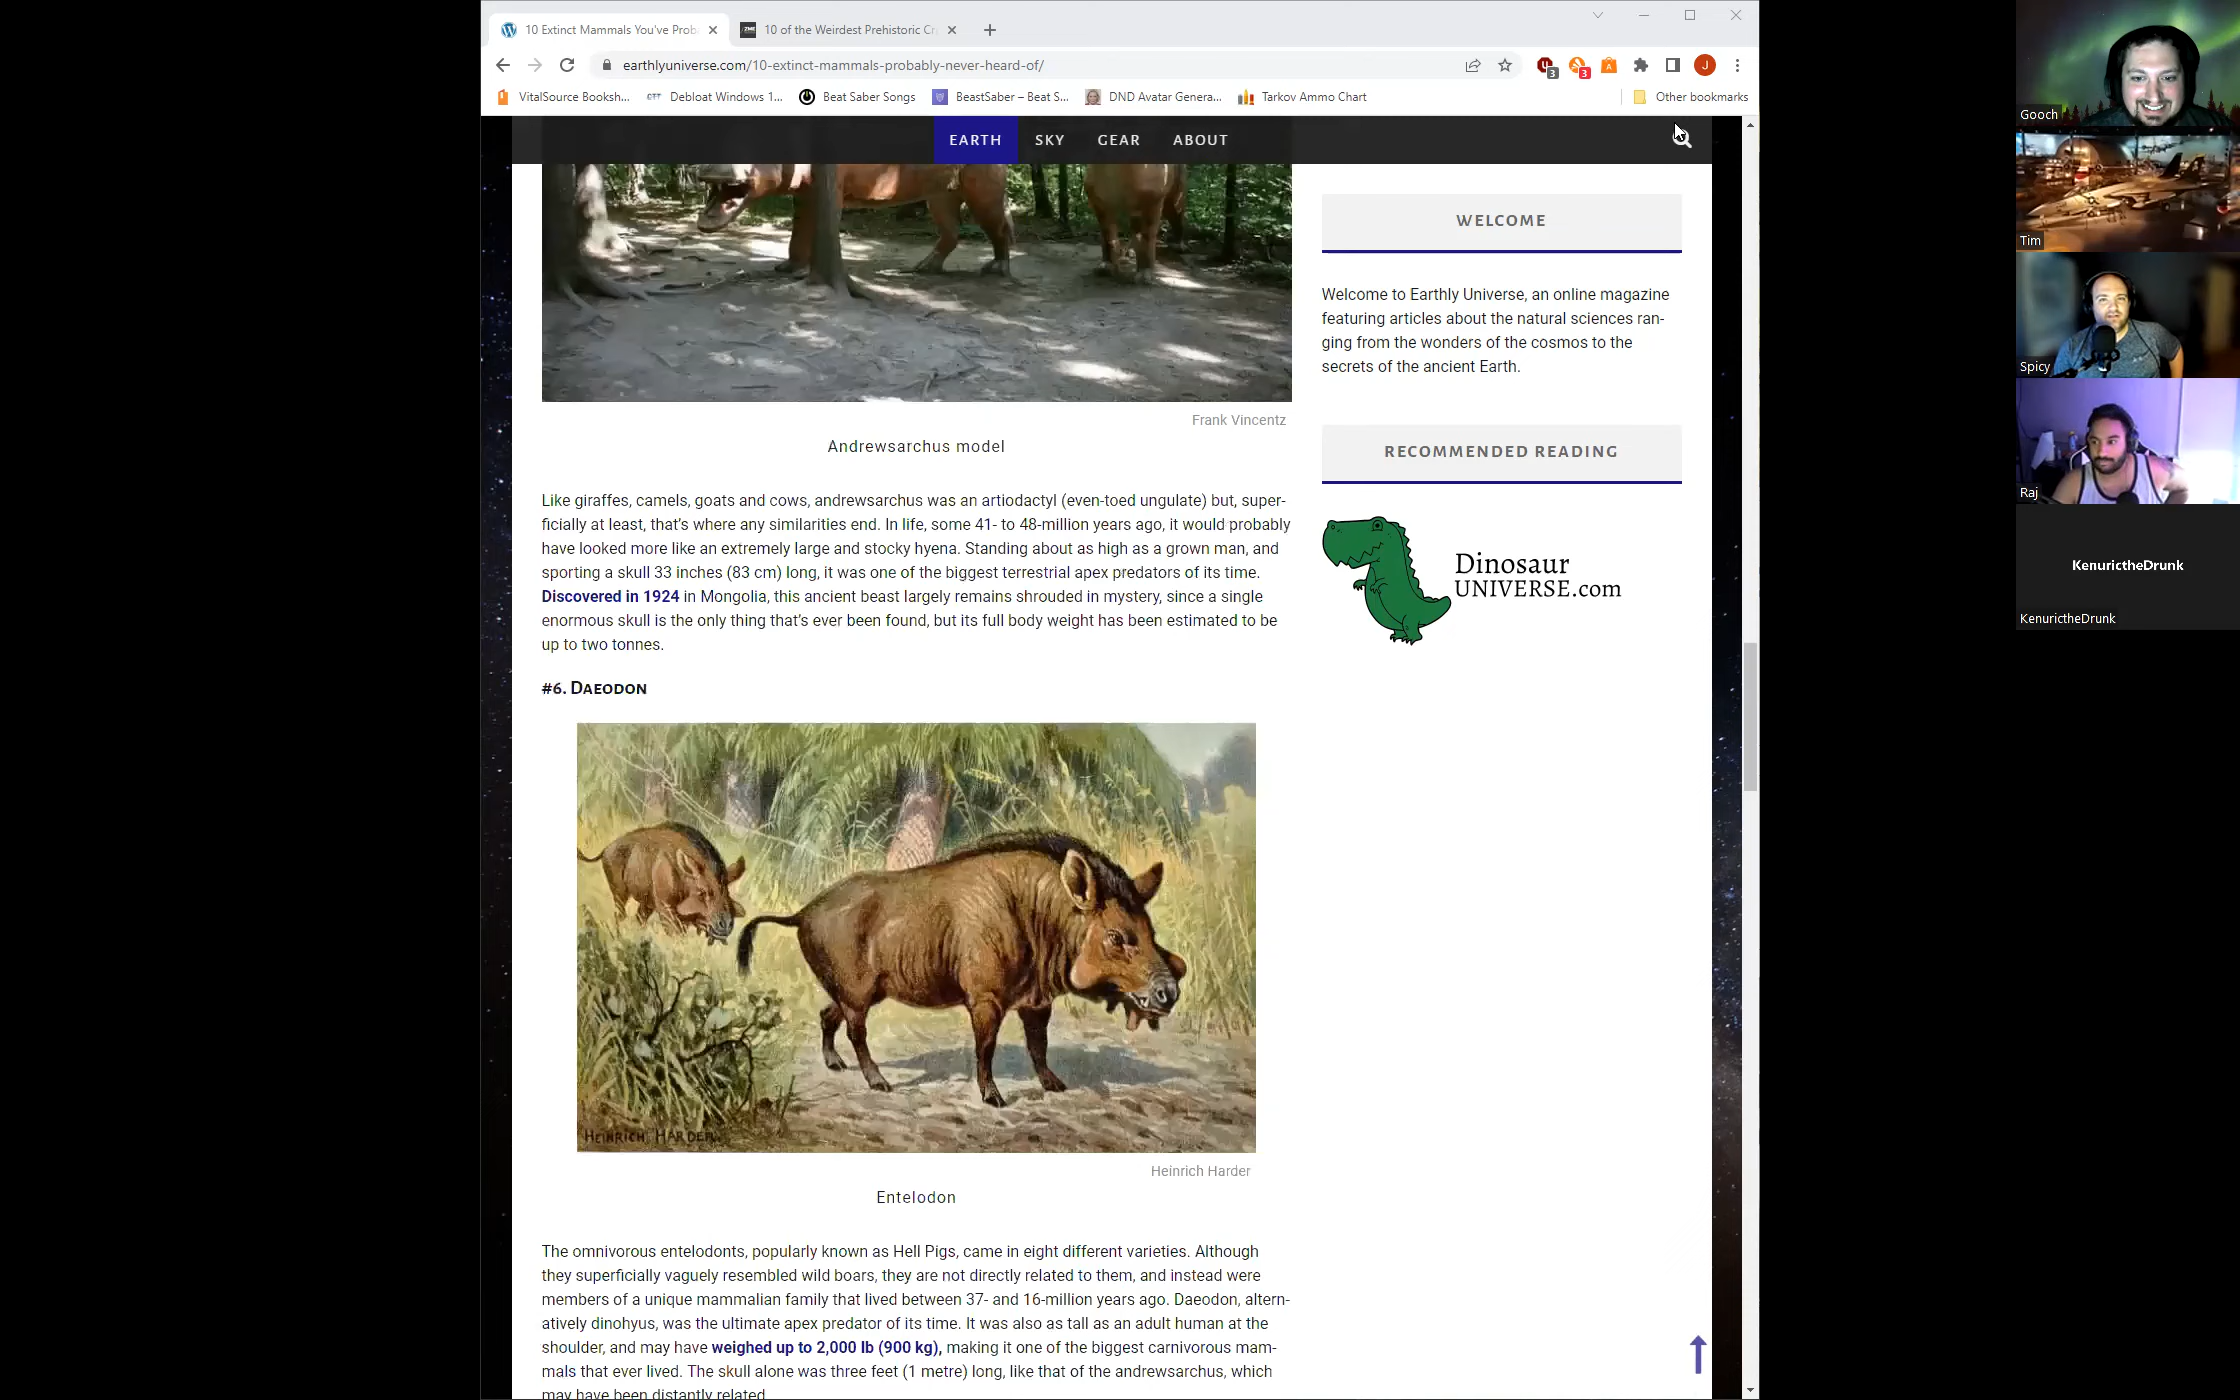 10 Extinct Mammals You've Prob
10 of the Weirdest Prehistoric Cr
earthlyuniverse.com/10-extinct-mammals-probably-never-heard-of/
3
3
J
VitalSource Booksh...
CTT
Debloat Windows 1...
Beat Saber Songs
BeastSaber – Beat S...
DND Avatar Genera...
Tarkov Ammo Chart
Other bookmarks
EARTH
SKY
GEAR
ABOUT
Frank Vincentz
Andrewsarchus model
Like giraffes, camels, goats and cows, andrewsarchus was an artiodactyl (even-toed ungulate) but, super-
ficially at least, that's where any similarities end. In life, some 41- to 48-million years ago, it would probably
have looked more like an extremely large and stocky hyena. Standing about as high as a grown man, and
sporting a skull 33 inches (83 cm) long, it was one of the biggest terrestrial apex predators of its time.
Discovered in 1924 in Mongolia, this ancient beast largely remains shrouded in mystery, since a single
enormous skull is the only thing that's ever been found, but its full body weight has been estimated to be
up to two tonnes.
#6. DAEODON
HEINRICH HARDER
Heinrich Harder
Entelodon
The omnivorous entelodonts, popularly known as Hell Pigs, came in eight different varieties. Although
they superficially vaguely resembled wild boars, they are not directly related to them, and instead were
members of a unique mammalian family that lived between 37- and 16-million years ago. Daeodon, altern-
atively dinohyus, was the ultimate apex predator of its time. It was also as tall as an adult human at the
shoulder, and may have weighed up to 2,000 lb (900 kg), making it one of the biggest carnivorous mam-
mals that ever lived. The skull alone was three feet (1 metre) long, like that of the andrewsarchus, which
may have been distantly related.
WELCOME
Welcome to Earthly Universe, an online magazine
featuring articles about the natural sciences ran-
ging from the wonders of the cosmos to the
secrets of the ancient Earth.
RECOMMENDED READING
Dinosaur
UNIVERSE.com
Gooch
Tim
Spicy
Raj
KenurictheDrunk
KenurictheDrunk